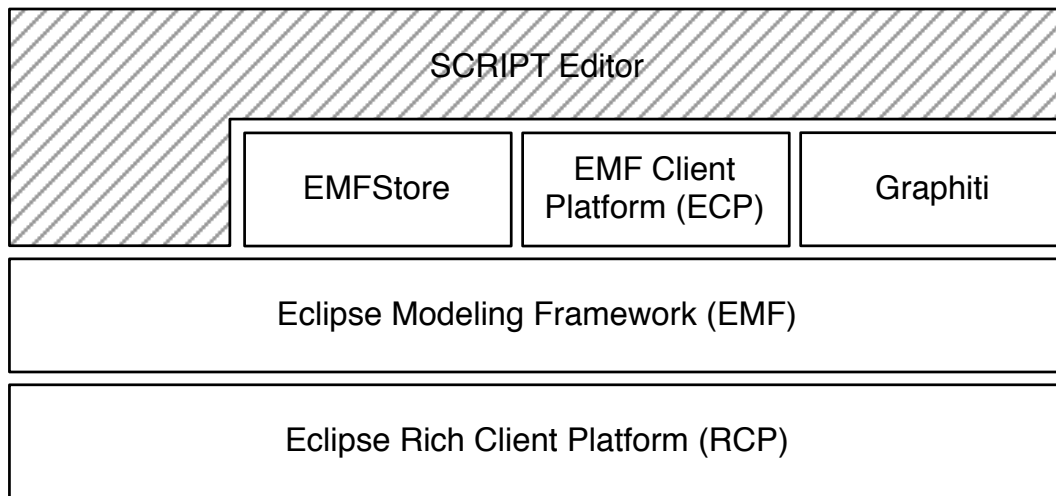 SCRIPT Editor
EMFStore
EMF Client
Platform (ECP)
Graphiti
Eclipse Modeling Framework (EMF)
Eclipse Rich Client Platform (RCP)